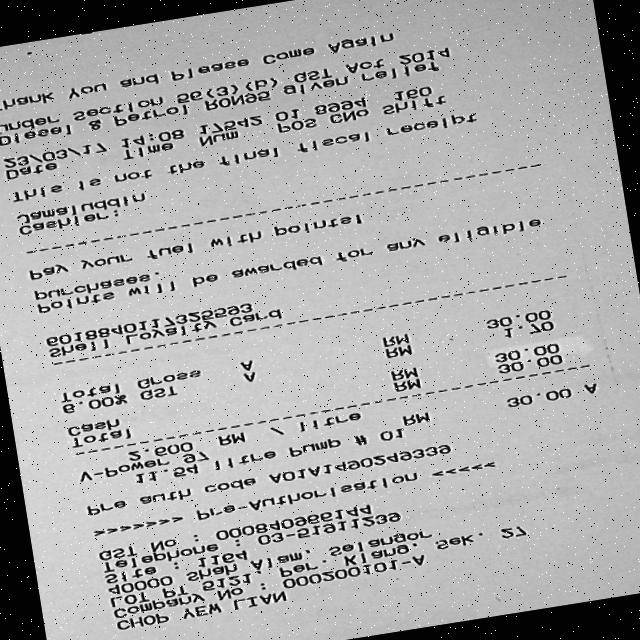 CHOP YEW LIAN
Company No : 000200101-A
LOT PT 5121, Per. Klang, Sek. 27
40000 Shah Alam, Selangor
Site : 1164
Telephone : 03-51911239
GST No : 000840966144
>>>>>>> Pre-Authorisation <<<<<
Pre auth code A01A1490249339
11.54 litre Pump # 01
V-Power 97 RM 30.00 A
2.600 RM / litre
Total RM 30.00
Cash RM 30.00
6.00% GST A RM 1.70
Total Gross A RM 30.00
Shell Loyalty Card
6018840117326593
Points will be awarded for any eligible
purchases.
Pay your fuel with points!
Cashier:
Jamaluddin
This is not the final fiscal receipt
Date Time Num POS CNo Shift
23/03/17 14:08 17542 01 8994 160
Diesel & Petrol RON95 given relief
under Section 56(3)(b) GST Act 2014
Thank You and Please Come Again